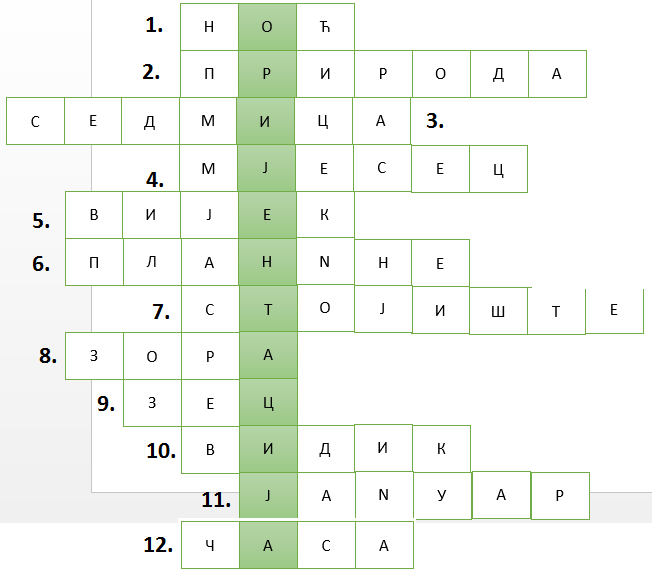 1. Н О Ћ
2. П Р И Р О Д А
С Е Д М И Ц А 3.
4. М Ј Е С Е Ц
5. В И Ј Е К
6. П Л А Н N Н Е
7. С Т О Ј И Ш Т Е
8. З О Р А
9. З Е Ц
10. В И Д И К
11. Ј А N У А Р
12. Ч А С А